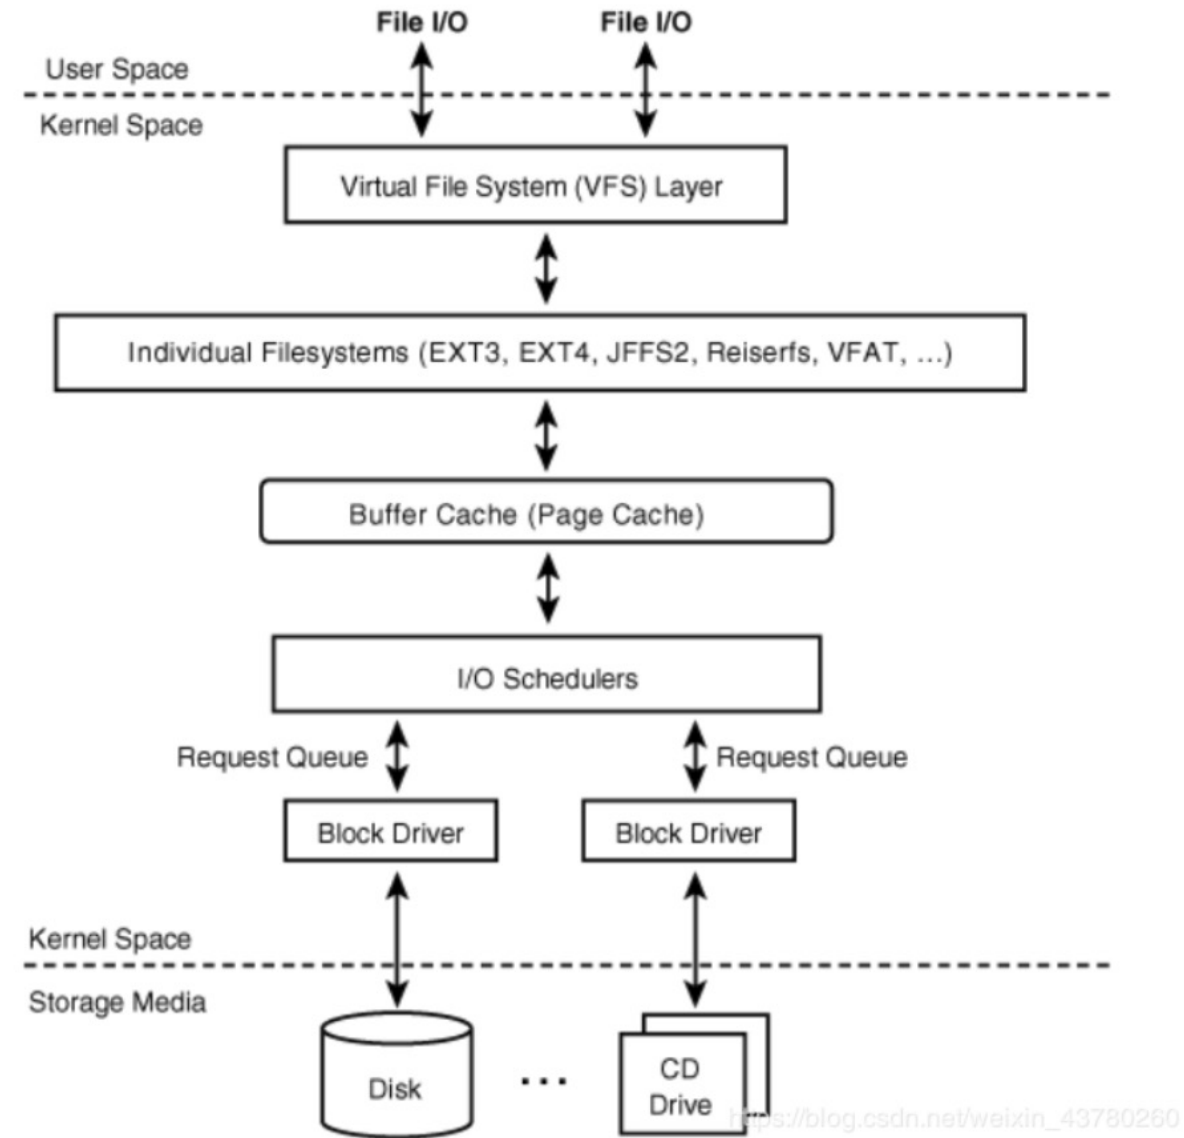 File I/O File I/O
User Space
Kernel Space
Virtual File System (VFS) Layer
Individual Filesystems (EXT3, EXT4, JFFS2, Reiserfs, VFAT, ...)
Buffer Cache (Page Cache)
I/O Schedulers
Request Queue Request Queue
Block Driver Block Driver
Kernel Space
Storage Media
Disk ... CD
Drive
https://blog.csdn.net/weixin_43780260